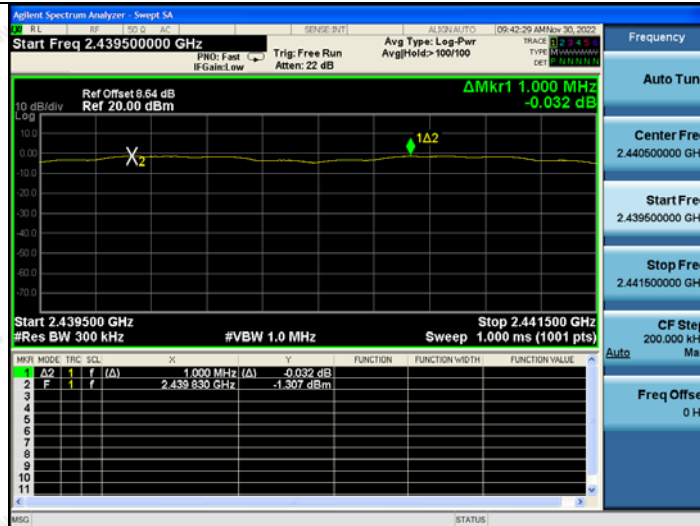 Agilent Spectrum Analyzer - Swept SA
RL RF 50 Ω AC SENSE:INT ALIGN AUTO 09:42:29 AM Nov 30, 2022
Start Freq 2.439500000 GHz
PNO: Fast
IFGain:Low
Trig: Free Run
Atten: 22 dB
Avg Type: Log-Pwr
Avg|Hold:> 100/100
TRACE 1 2 3 4 5 6
TYPE M
DET P N N N N N
ΔMkr1 1.000 MHz
-0.032 dB
Ref Offset 8.64 dB
Ref 20.00 dBm
10 dB/div
Log
10.0
0.00
-10.0
-20.0
-30.0
-40.0
-50.0
-60.0
-70.0
X2
1Δ2
Start 2.439500 GHz Stop 2.441500 GHz
#Res BW 300 kHz #VBW 1.0 MHz Sweep 1.000 ms (1001 pts)
MKR MODE TRC SCL X Y FUNCTION FUNCTION WIDTH FUNCTION VALUE
1 Δ2 1 f (Δ) 1.000 MHz (Δ) -0.032 dB
2 F 1 f 2.439 830 GHz -1.307 dBm
3
4
5
6
7
8
9
10
11
MSG STATUS
Frequency
Auto Tun
Center Fre
2.440500000 GH
Start Fre
2.439500000 GH
Stop Fre
2.441500000 GH
CF Step
200.000 kH
Auto Ma
Freq Offse
0 H